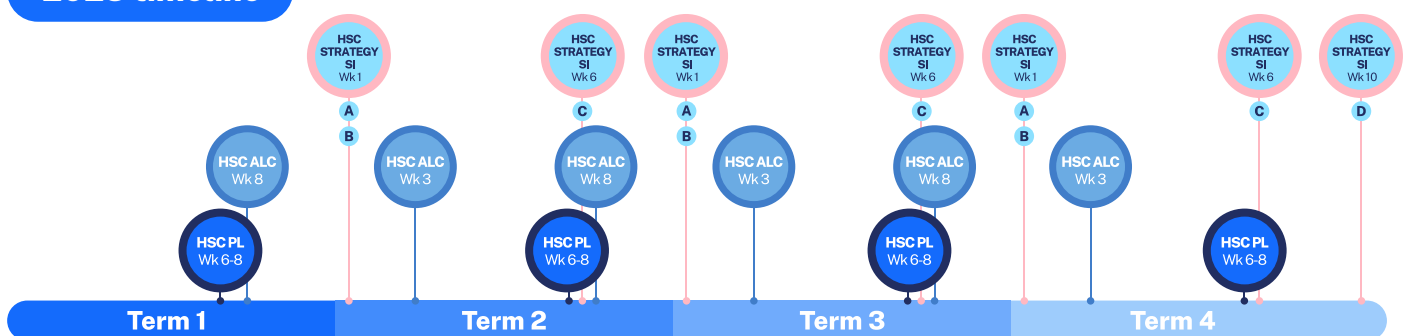 HSC
STRATEGY
SI
Wk 1
A
B
HSC
STRATEGY
SI
Wk 6
C
HSC
STRATEGY
SI
Wk 1
A
B
HSC
STRATEGY
SI
Wk 6
C
HSC
STRATEGY
SI
Wk 1
A
B
HSC
STRATEGY
SI
Wk 6
C
HSC
STRATEGY
SI
Wk 10
D
HSC ALC
Wk 8
HSC ALC
Wk 3
HSC ALC
Wk 8
HSC ALC
Wk 3
HSC ALC
Wk 8
HSC ALC
Wk 3
HSC PL
Wk 6-8
HSC PL
Wk 6-8
HSC PL
Wk 6-8
HSC PL
Wk 6-8
Term 1
Term 2
Term 3
Term 4